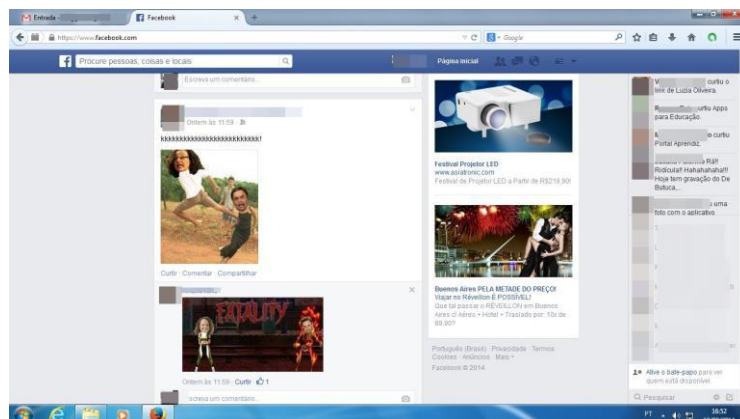 Entrada -
Facebook
https://www.facebook.com
Google
Procure pessoas, coisas e locais
Página inicial
Escreva um comentário...
Ontem às 11:59
kkkkkkkkkkkkkkkkkkkkkkkkk!
Curtir · Comentar · Compartilhar
FATALITY
Ontem às 11:59 · Curtir · 1
Escreva um comentário...
Festival Projetor LED
www.asiatronic.com
Festival de Projetor LED a Partir de R$219,90!
Buenos Aires PELA METADE DO PREÇO!
Viajar no Réveillon É POSSÍVEL!
Que tal passar o RÉVEILLON em Buenos
Aires c/ Aéreo + Hotel + Traslado por: 10x de
89,90?
Português (Brasil) · Privacidade · Termos
Cookies · Anúncios · Mais
Facebook © 2014
curtiu o
link de Luzia Oliveira.
curtiu Apps
para Educação.
o curtiu
Portal Aprendiz.
Rá!!
Ridícula!! Hahahahaha!!!
Hoje tem gravação do De
Butuca...
uma
foto com o aplicativo
Ative o bate-papo para ver
quem está disponível.
Pesquisar
PT
16:52